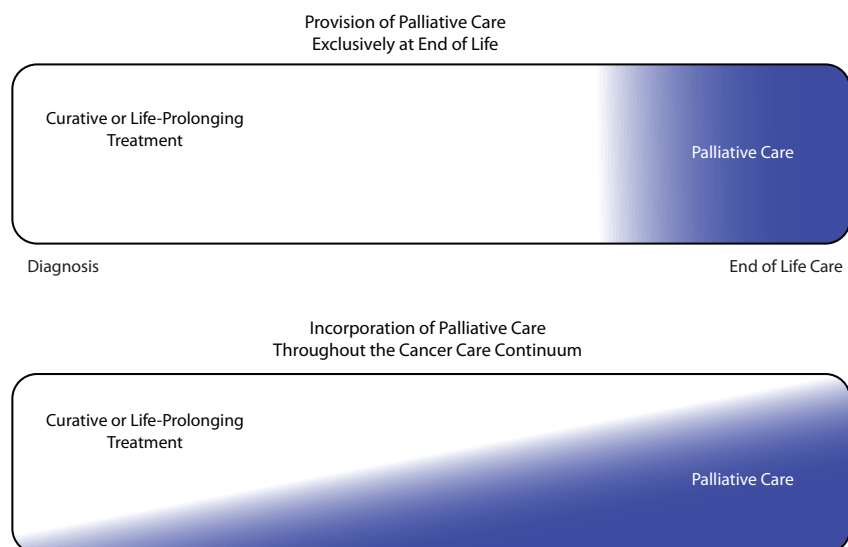 Provision of Palliative Care
Exclusively at End of Life
Curative or Life-Prolonging
Treatment
Palliative Care
Diagnosis
End of Life Care
Incorporation of Palliative Care
Throughout the Cancer Care Continuum
Curative or Life-Prolonging
Treatment
Palliative Care